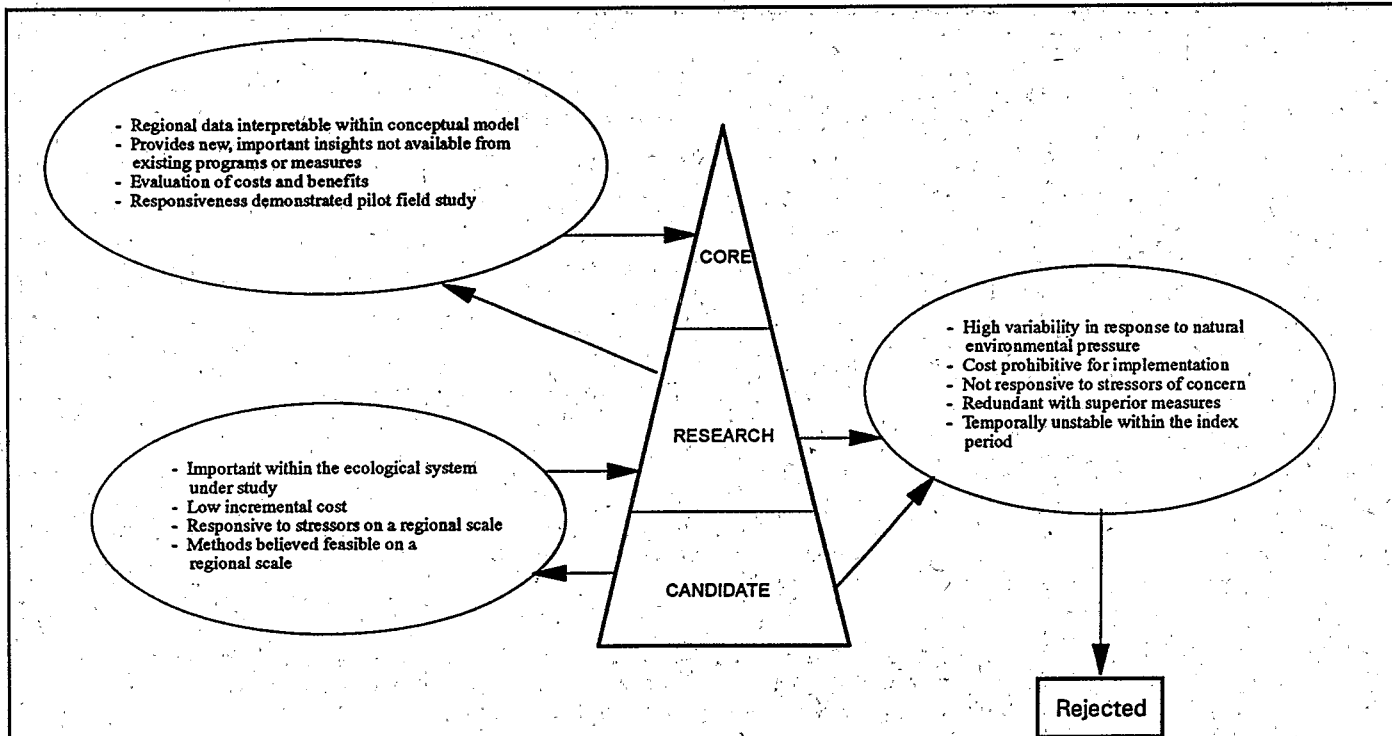 - Regional data interpretable within conceptual model
- Provides new, important insights not available from
existing programs or measures
- Evaluation of costs and benefits
- Responsiveness demonstrated pilot field study
CORE
- High variability in response to natural
environmental pressure
- Cost prohibitive for implementation
- Not responsive to stressors of concern
- Redundant with superior measures
- Temporally unstable within the index
period
RESEARCH
- Important within the ecological system
under study
- Low incremental cost
- Responsive to stressors on a regional scale
- Methods believed feasible on a
regional scale
CANDIDATE
Rejected